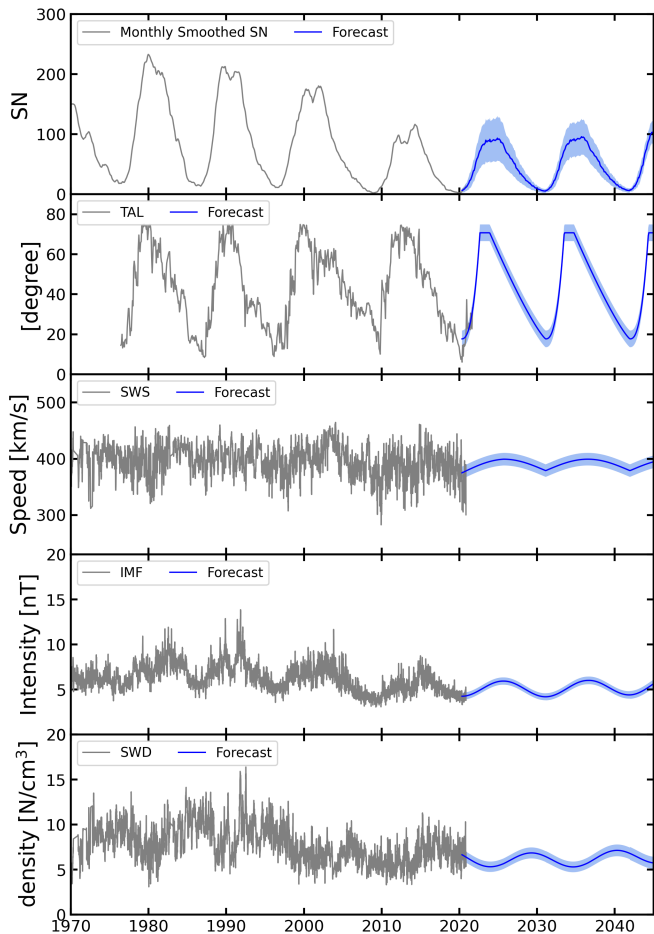 Monthly Smoothed SN Forecast
300
200
100
0
SN
TAL Forecast
80
60
40
20
0
[degree]
SWS Forecast
500
400
300
Speed [km/s]
IMF Forecast
20
15
10
5
Intensity [nT]
SWD Forecast
20
15
10
5
0
density [N/cm³]
1970 1980 1990 2000 2010 2020 2030 2040